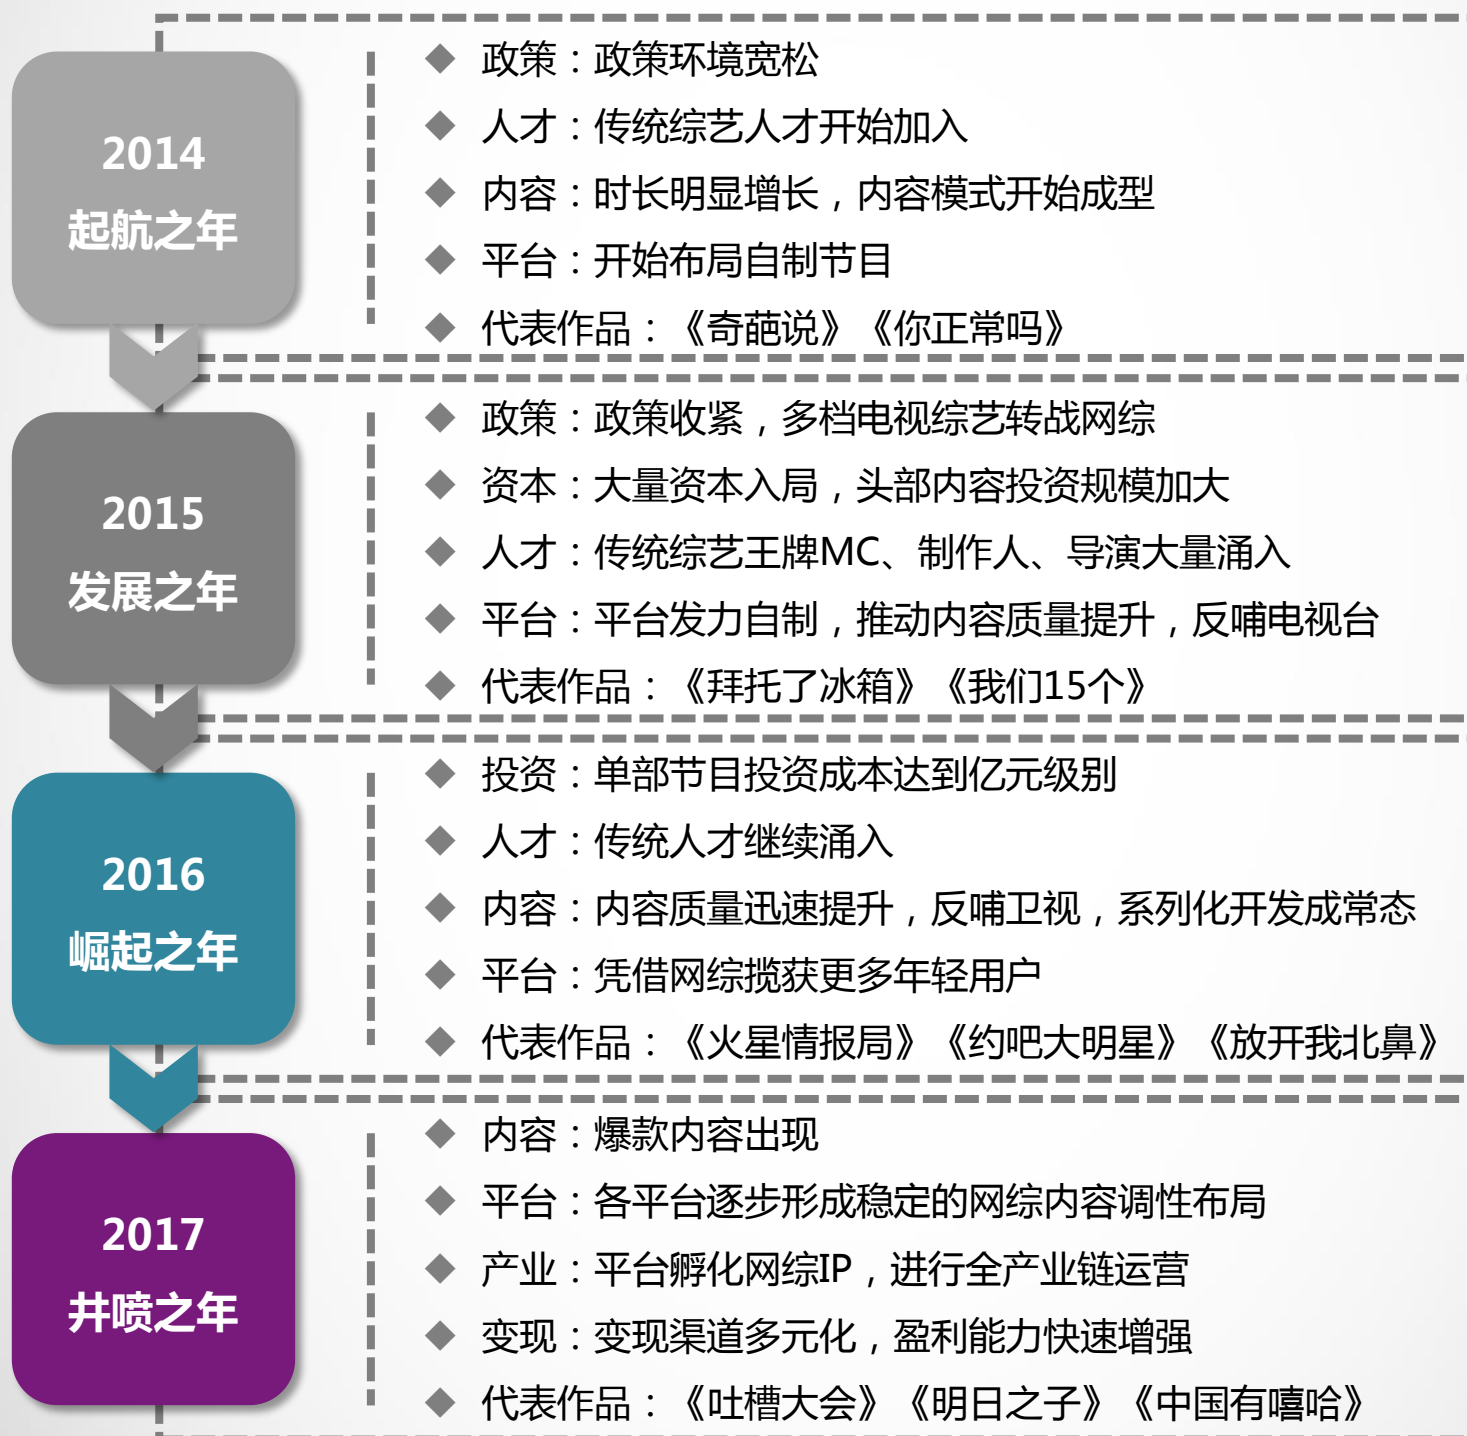 2014
起航之年
政策：政策环境宽松
人才：传统综艺人才开始加入
内容：时长明显增长，内容模式开始成型
平台：开始布局自制节目
代表作品：《奇葩说》《你正常吗》
2015
发展之年
政策：政策收紧，多档电视综艺转战网综
资本：大量资本入局，头部内容投资规模加大
人才：传统综艺王牌MC、制作人、导演大量涌入
平台：平台发力自制，推动内容质量提升，反哺电视台
代表作品：《拜托了冰箱》《我们15个》
2016
崛起之年
投资：单部节目投资成本达到亿元级别
人才：传统人才继续涌入
内容：内容质量迅速提升，反哺卫视，系列化开发成常态
平台：凭借网综揽获更多年轻用户
代表作品：《火星情报局》《约吧大明星》《放开我北鼻》
2017
井喷之年
内容：爆款内容出现
平台：各平台逐步形成稳定的网综内容调性布局
产业：平台孵化网综IP，进行全产业链运营
变现：变现渠道多元化，盈利能力快速增强
代表作品：《吐槽大会》《明日之子》《中国有嘻哈》